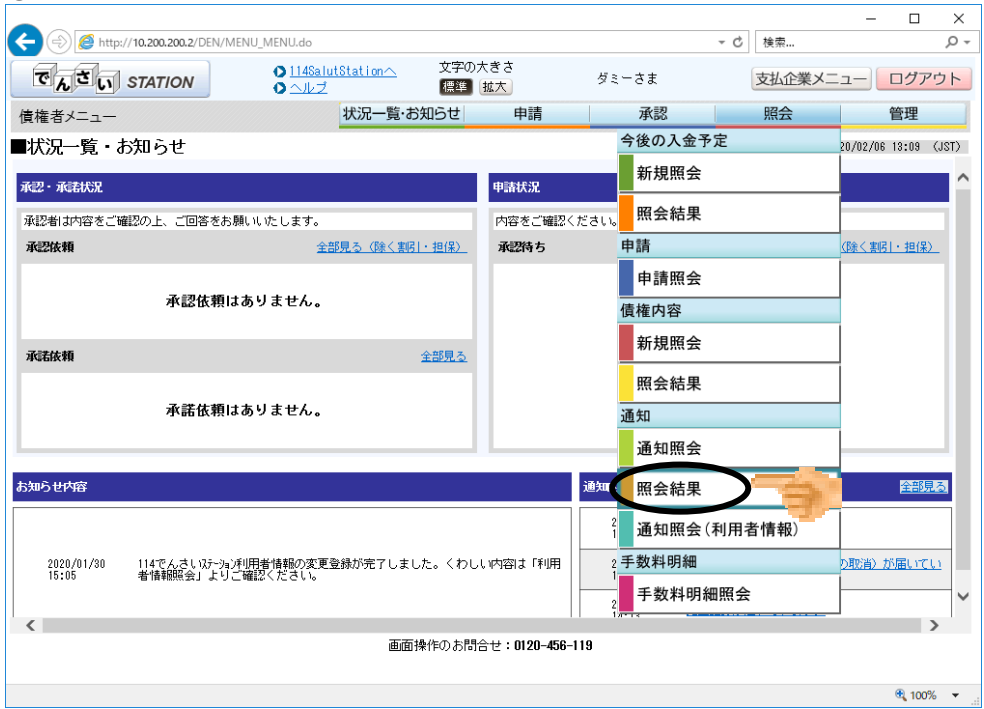 http://10.200.200.2/DEN/MENU_MENU.do
検索...
でんさい STATION
114SalutStationへ
ヘルプ
文字の大きさ
標準 拡大
ダミーさま
支払企業メニュー
ログアウト
債権者メニュー
状況一覧・お知らせ 申請 承認 照会 管理
■状況一覧・お知らせ
20/02/06 13:09 (JST)
承認・承諾状況
承認者は内容をご確認の上、ご回答をお願いいたします。
承認依頼 全部見る(除く割引・担保)
承認依頼はありません。
承諾依頼 全部見る
承諾依頼はありません。
申請状況
内容をご確認ください。
承認待ち
(除く割引・担保)
今後の入金予定
新規照会
照会結果
申請
申請照会
債権内容
新規照会
照会結果
通知
通知照会
照会結果
通知照会(利用者情報)
手数料明細
手数料明細照会
お知らせ内容
2020/01/30
15:05
114でんさいステーション利用者情報の変更登録が完了しました。くわしい内容は「利用
者情報照会」よりご確認ください。
通知
全部見る
の取消)が届いてい
画面操作のお問合せ:0120-456-119
100%